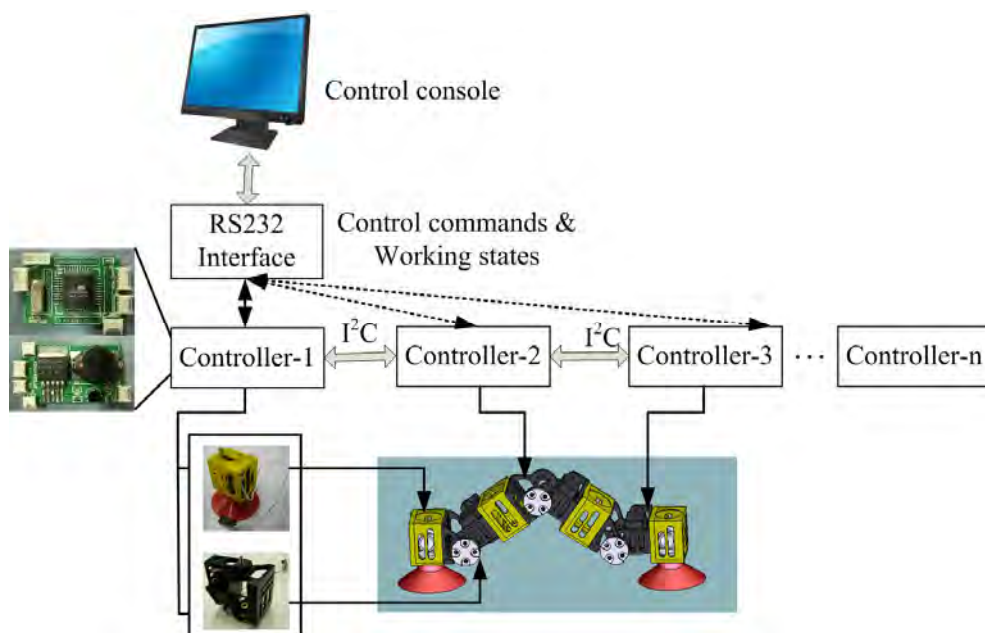 Control console
RS232
Interface
Control commands &
Working states
I²C
I²C
Controller-1
Controller-2
Controller-3
...
Controller-n